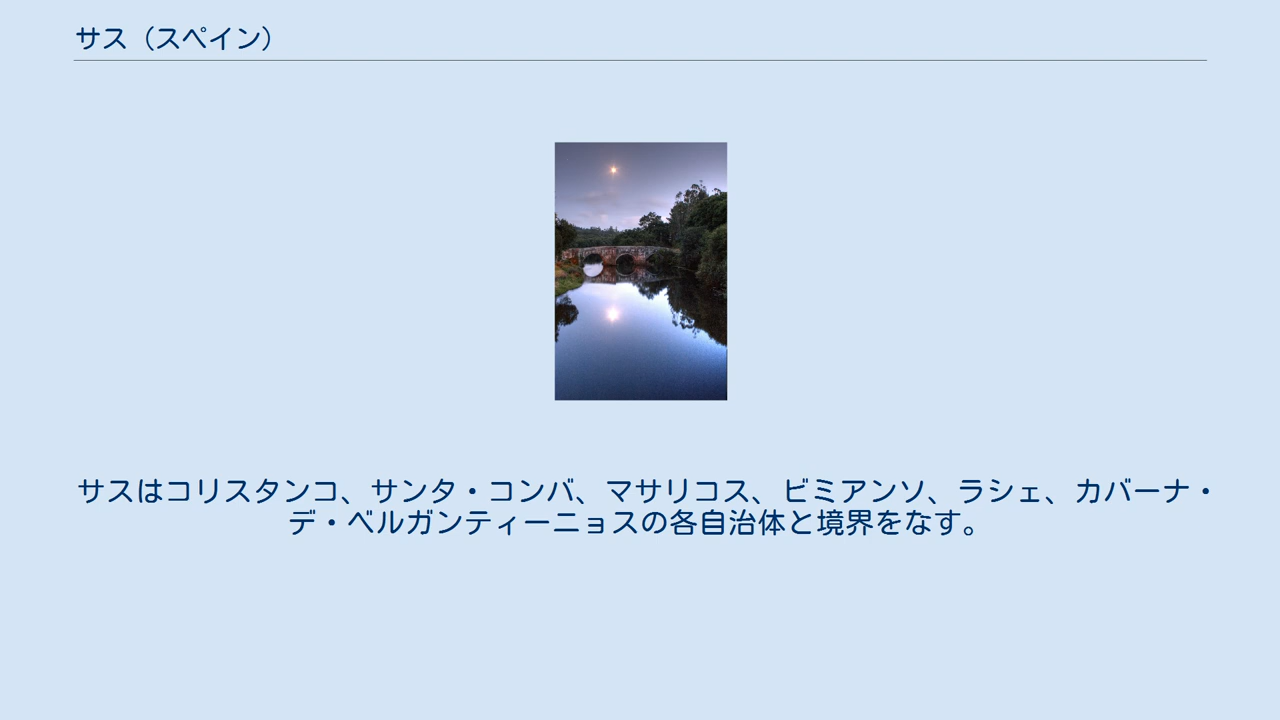 サス（スペイン）
サスはコリスタンコ、サンタ・コンバ、マサリコス、ビミアンソ、ラシェ、カバーナ・
デ・ベルガンティーニョスの各自治体と境界をなす。